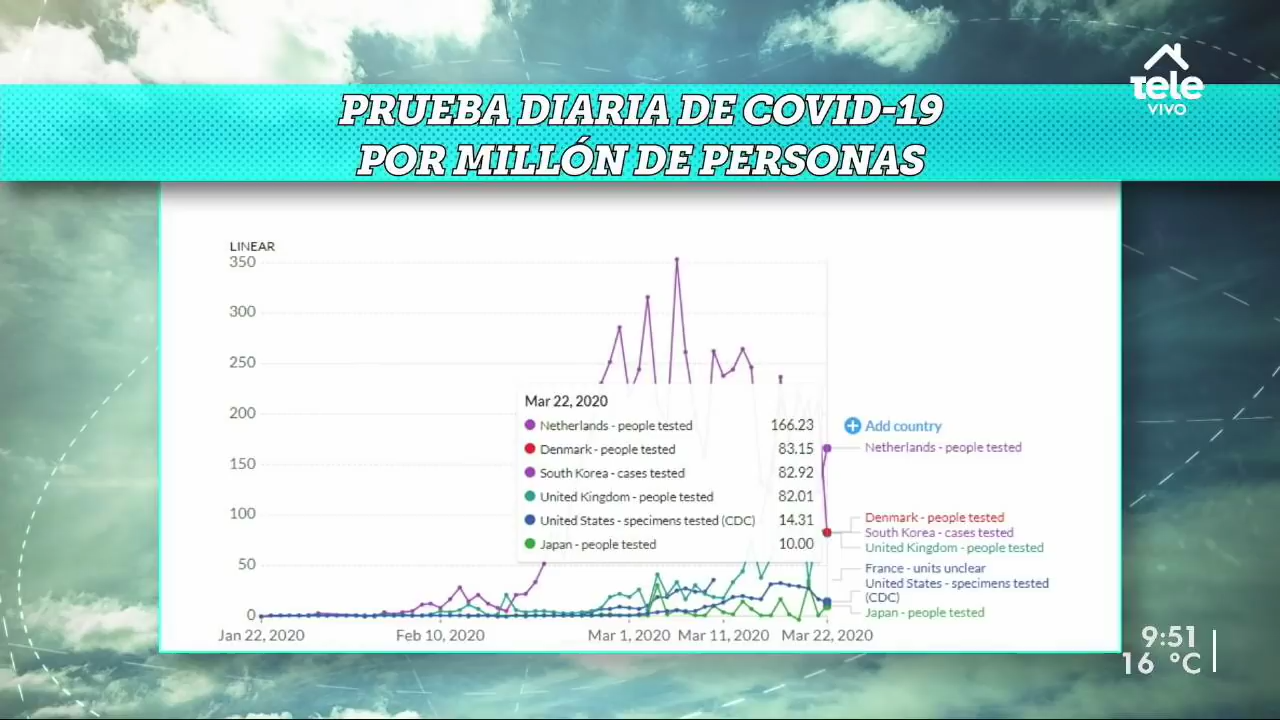 PRUEBA DIARIA DE COVID-19
POR MILLÓN DE PERSONAS
tele
VIVO
LINEAR
350
300
250
200
150
100
50
0
Jan 22, 2020
Feb 10, 2020
Mar 1, 2020
Mar 11, 2020
Mar 22, 2020
Mar 22, 2020
Netherlands - people tested 166.23
Denmark - people tested 83.15
South Korea - cases tested 82.92
United Kingdom - people tested 82.01
United States - specimens tested (CDC) 14.31
Japan - people tested 10.00
Add country
Netherlands - people tested
Denmark - people tested
South Korea - cases tested
United Kingdom - people tested
France - units unclear
United States - specimens tested
(CDC)
Japan - people tested
9:51
16 °C